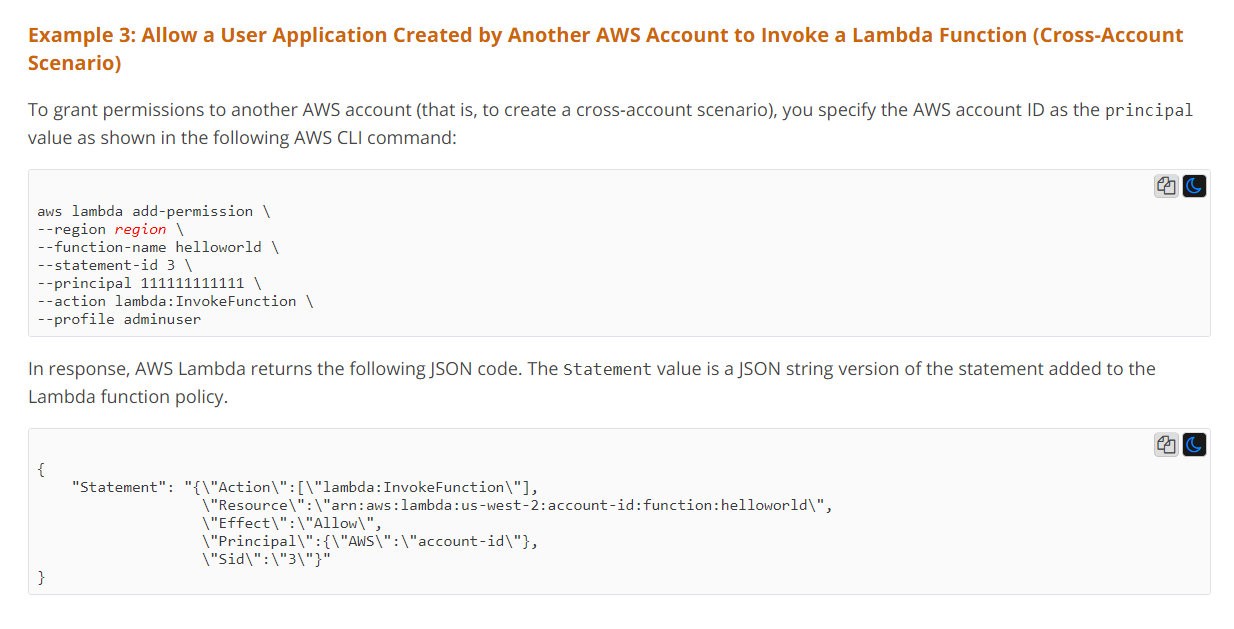 Example 3: Allow a User Application Created by Another AWS Account to Invoke a Lambda Function (Cross-Account
Scenario)
To grant permissions to another AWS account (that is, to create a cross-account scenario), you specify the AWS account ID as the principal
value as shown in the following AWS CLI command:
aws lambda add-permission \
--region region \
--function-name helloworld \
--statement-id 3 \
--principal 111111111111 \
--action lambda:InvokeFunction \
--profile adminuser
In response, AWS Lambda returns the following JSON code. The Statement value is a JSON string version of the statement added to the
Lambda function policy.
{
    "Statement": "{\"Action\":[\"lambda:InvokeFunction\"],
                   \"Resource\":\"arn:aws:lambda:us-west-2:account-id:function:helloworld\",
                   \"Effect\":\"Allow\",
                   \"Principal\":{\"AWS\":\"account-id\"},
                   \"Sid\":\"3\"}"
}